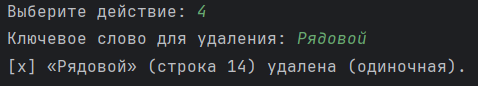 Выберите действие: 4
Ключевое слово для удаления: Рядовой
[x] «Рядовой» (строка 14) удалена (одиночная).